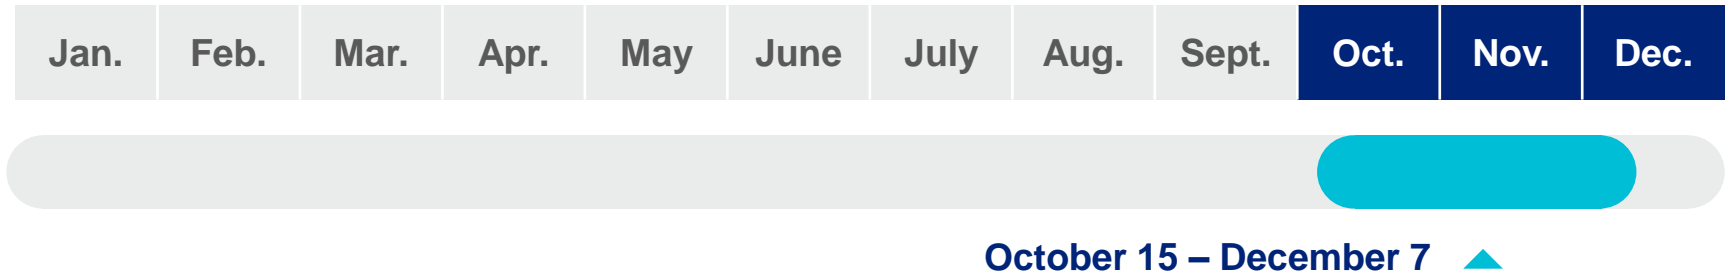 Jan. Feb. Mar. Apr. May June July Aug. Sept. Oct. Nov. Dec.
October 15 – December 7